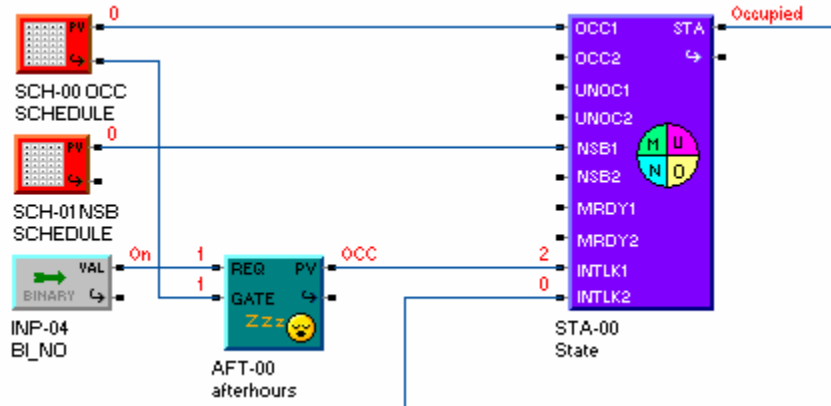 0
PV
SCH-00 OCC
SCHEDULE
0
PV
SCH-01 NSB
SCHEDULE
On
VAL
BINARY
INP-04
BI_NO
1
1
REQ PV
GATE
Zzz
AFT-00
afterhours
OCC
2
0
Occupied
OCC1 STA
OCC2
UNOC1
UNOC2
NSB1
NSB2
MRDY1
MRDY2
INTLK1
INTLK2
M U
N O
STA-00
State